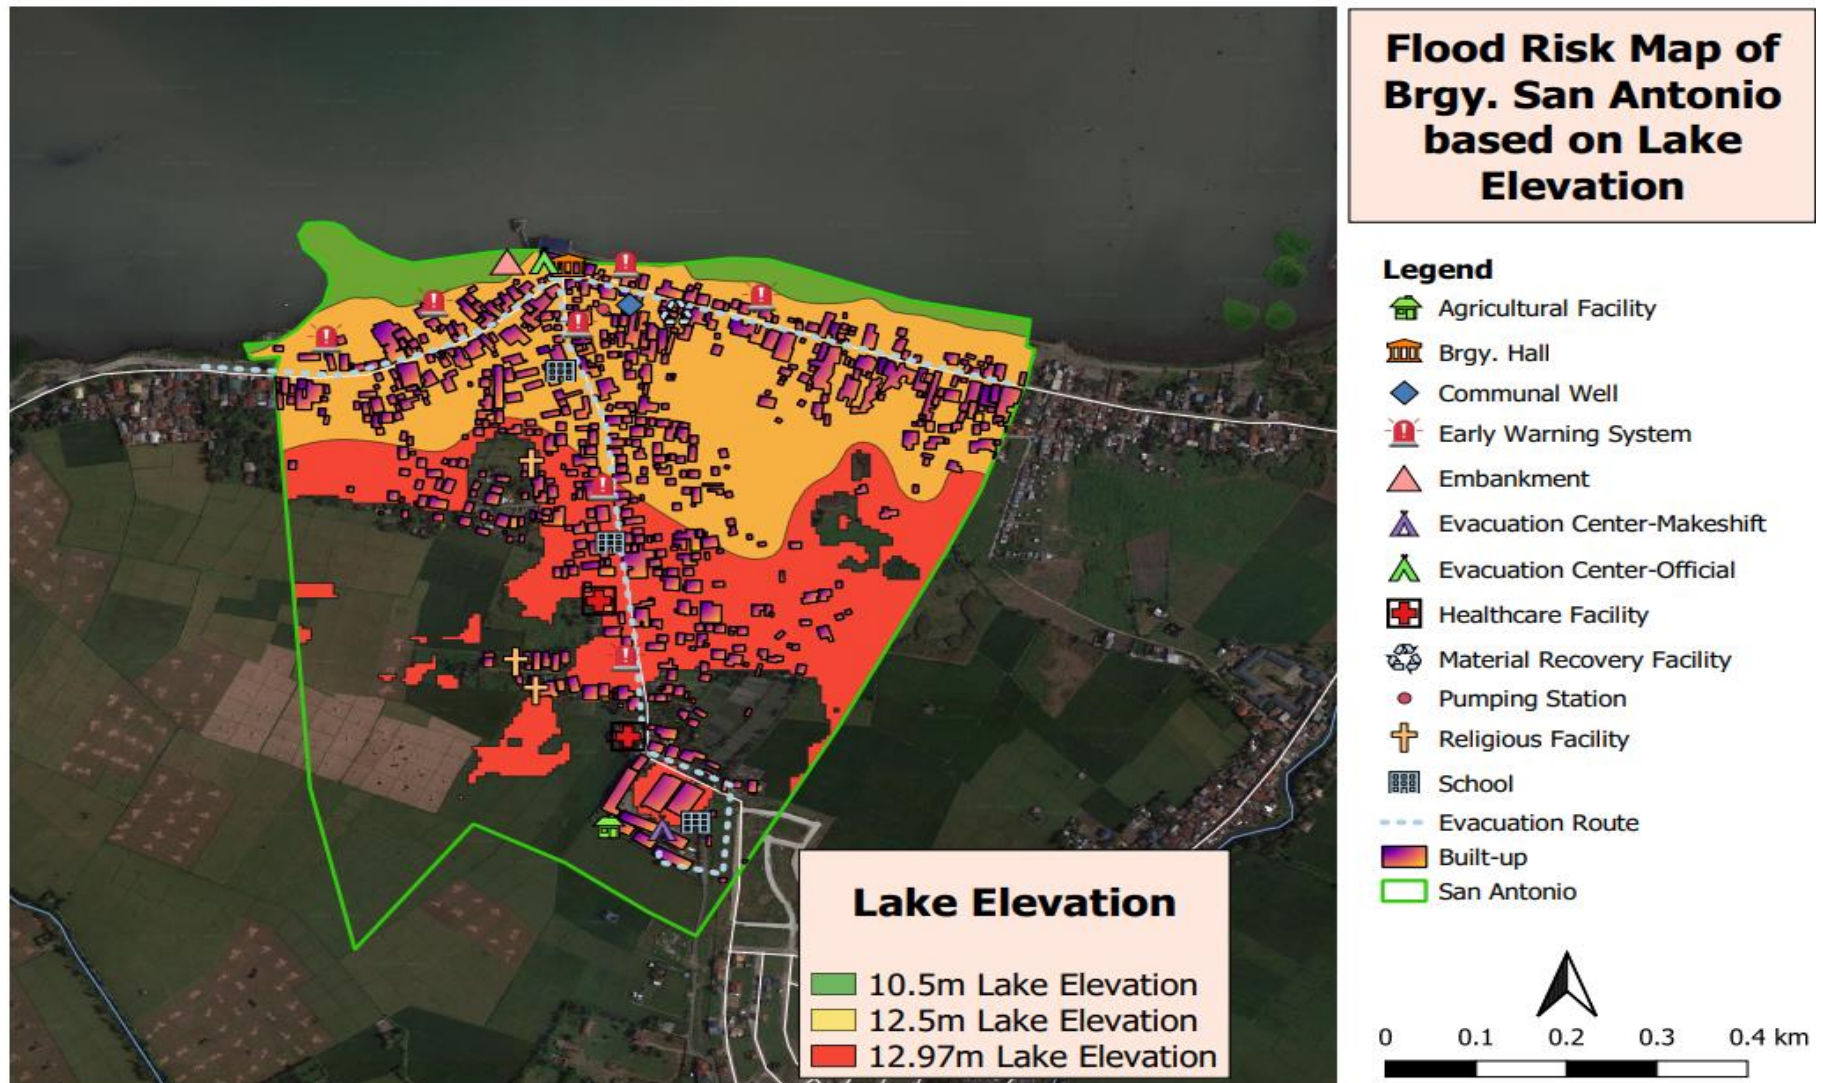 Flood Risk Map of
Brgy. San Antonio
based on Lake
Elevation
Legend
Agricultural Facility
Brgy. Hall
Communal Well
Early Warning System
Embankment
Evacuation Center-Makeshift
Evacuation Center-Official
Healthcare Facility
Material Recovery Facility
Pumping Station
Religious Facility
School
Evacuation Route
Built-up
San Antonio
Lake Elevation
10.5m Lake Elevation
12.5m Lake Elevation
12.97m Lake Elevation
0 0.1 0.2 0.3 0.4 km